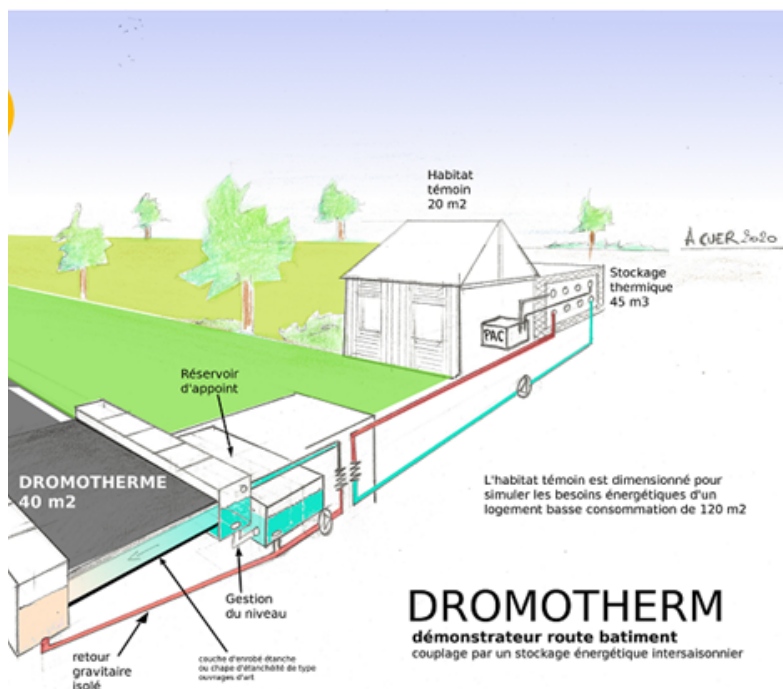 Habitat
témoin
20 m2
A CUER 2020
Stockage
thermique
45 m3
PAC
Réservoir
d'appoint
DROMOTHERME
40 m2
L'habitat témoin est dimensionné pour
simuler les besoins énergétiques d'un
logement basse consommation de 120 m2
Gestion
du niveau
DROMOTHERM
démonstrateur route batiment
couplage par un stockage énergétique intersaisonnier
retour
gravitaire
isolé
couche d'enrobé étanche
ou chape d'étanchéité de type
ouvrages d'art